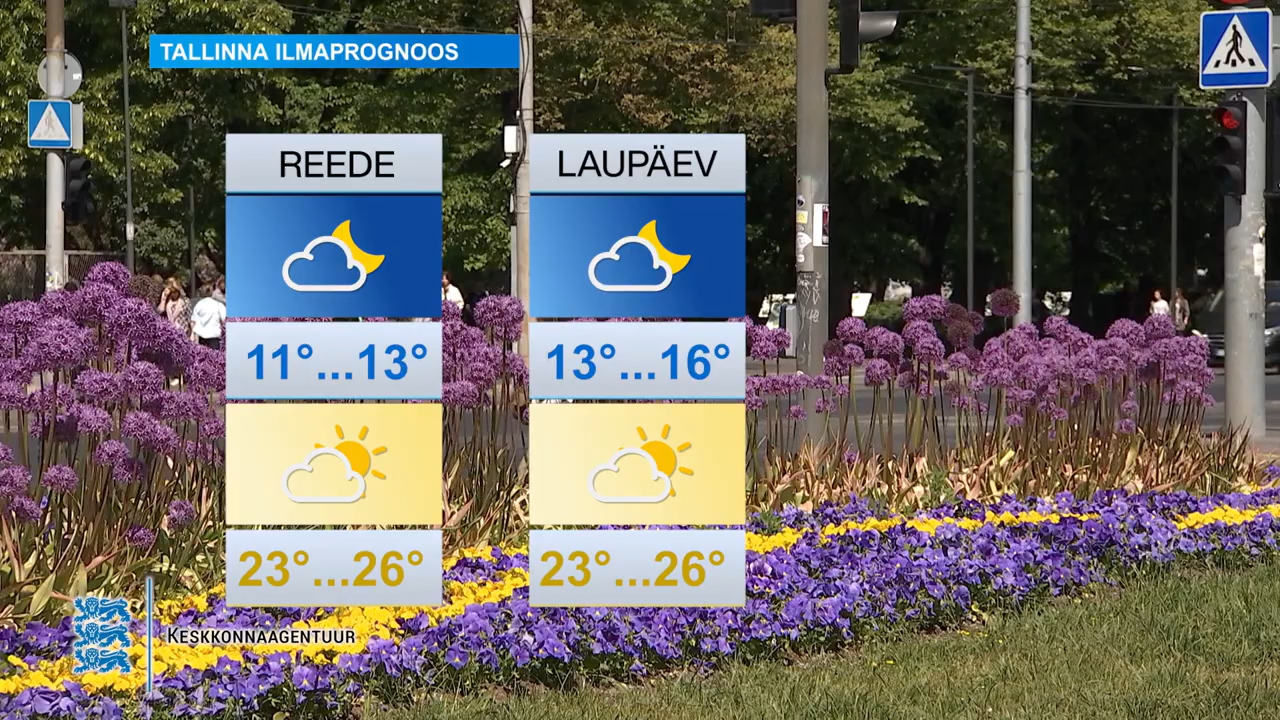 TALLINNA ILMAPROGNOOS
REEDE
11°...13°
23°...26°
LAUPÄEV
13°...16°
23°...26°
KESKKONNAAGENTUUR